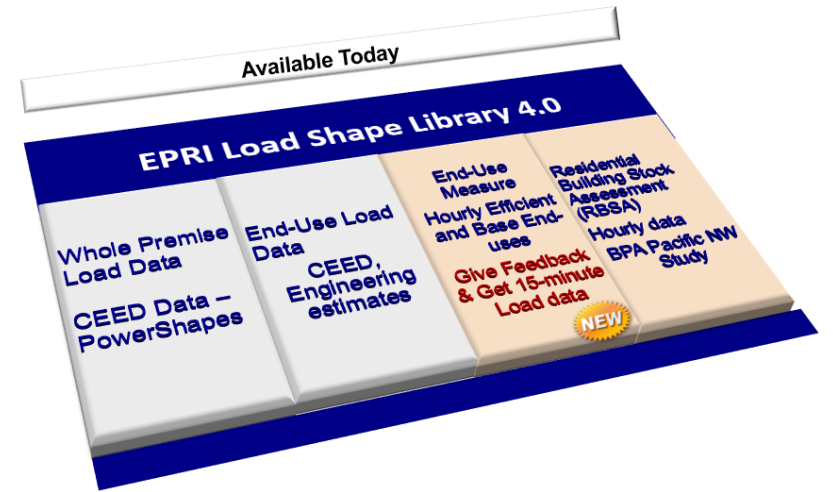 Available Today
EPRI Load Shape Library 4.0
Whole Premise
Load Data
CEED Data –
PowerShapes
End-Use Load
Data
CEED,
Engineering
estimates
End-Use
Measure
Hourly Efficient
and Base End-
uses
Give Feedback
& Get 15-minute
Load data
NEW
Residential
Building Stock
Assessment
(RBSA)
Hourly data
BPA Pacific NW
Study